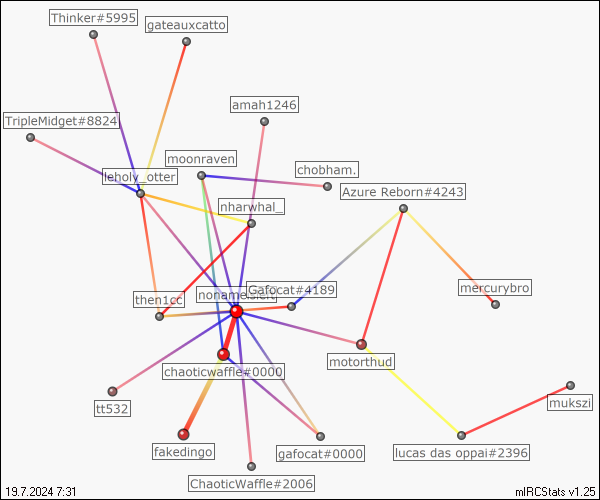 Thinker#5995
gateauxcatto
amah1246
TripleMidget#8824
moonraven
chobham.
leholy_otter
Azure Reborn#4243
nharwhal_
Gafocat#4189
mercurybro
then1cc
nonameisleft
motorthud
chaoticwaffle#0000
mukszi
tt532
fakedingo
gafocat#0000
lucas das oppai#2396
ChaoticWaffle#2006
19.7.2024 7:31
mIRCStats v1.25